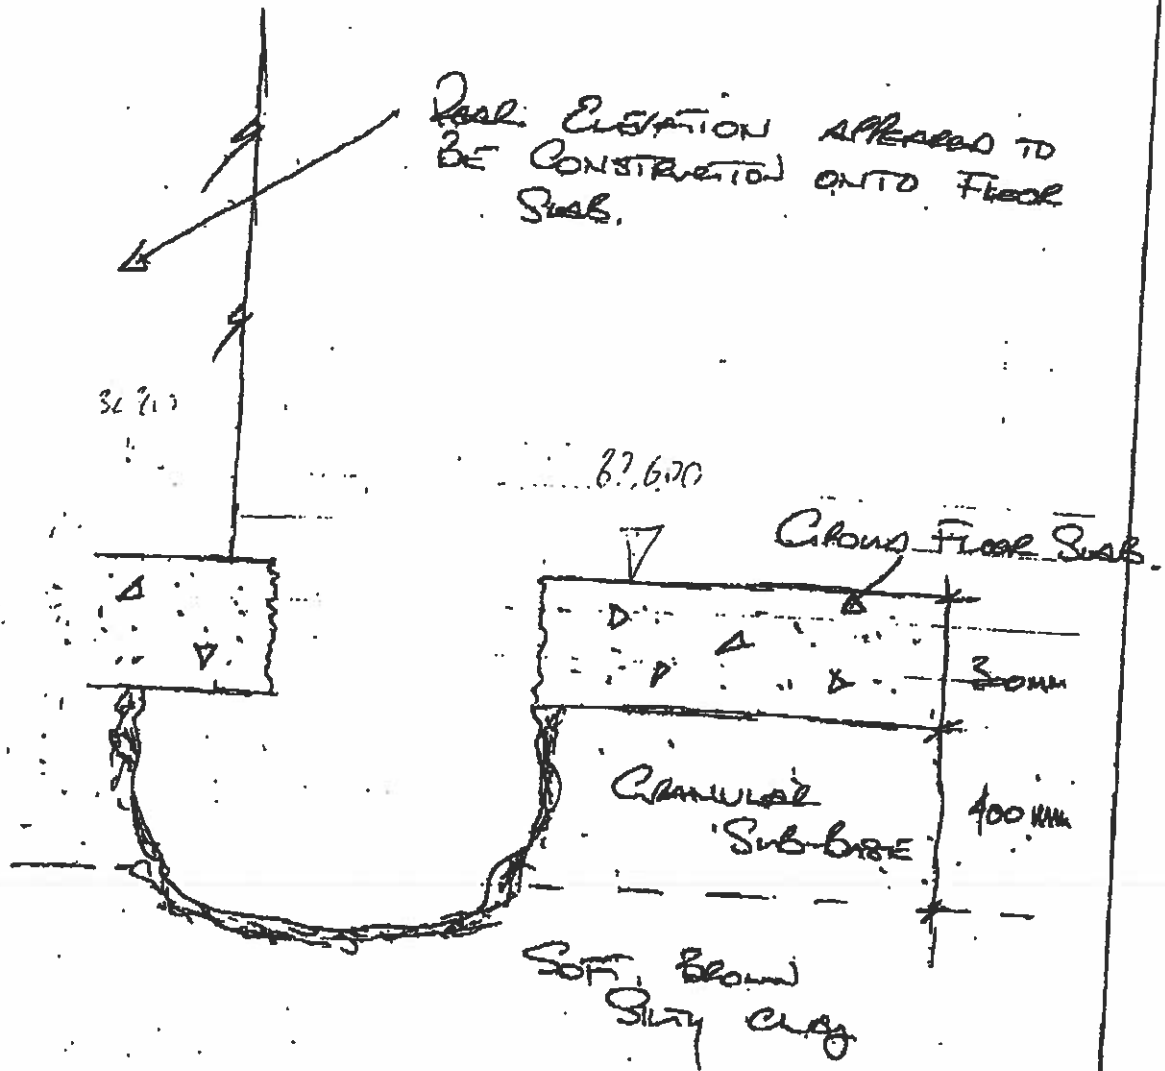 REAR ELEVATION APPEARED TO
BE CONSTRUCTION ONTO FLOOR
SLAB.
GROUND FLOOR SLAB.
GRANULAR
SUB-BASE
400mm
SOFT BROWN
SILTY CLAY